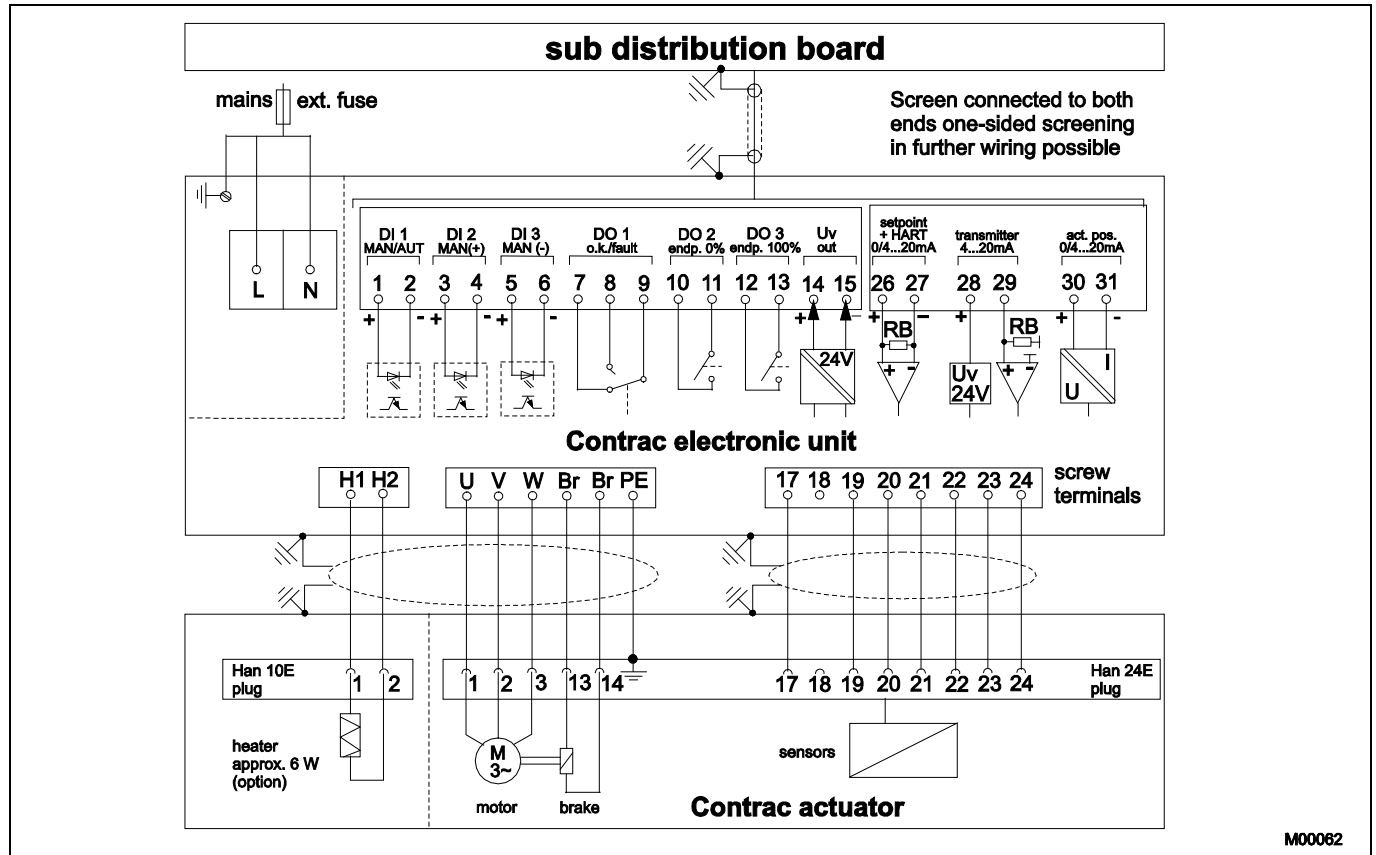 sub distribution board
mains ext. fuse
Screen connected to both
ends one-sided screening
in further wiring possible
L N
DI 1 DI 2 DI 3 DO 1 DO 2 DO 3 Uv
MAN/AUT MAN(+) MAN (-) o.k./fault endp. 0% endp. 100% out
setpoint
+ HART transmitter act. pos.
0/4...20mA 4...20mA 0/4...20mA
1 2 3 4 5 6 7 8 9 10 11 12 13 14 15 26 27 28 29 30 31
+ - + - + - + - + - + + -
RB RB
24V + - Uv 24V + - U I
Contrac electronic unit
H1 H2 U V W Br Br PE 17 18 19 20 21 22 23 24
screw
terminals
Han 10E
plug
1 2 1 2 3 13 14 17 18 19 20 21 22 23 24
Han 24E
plug
heater
approx. 6 W
(option)
M
3~
motor brake
sensors
Contrac actuator
M00062